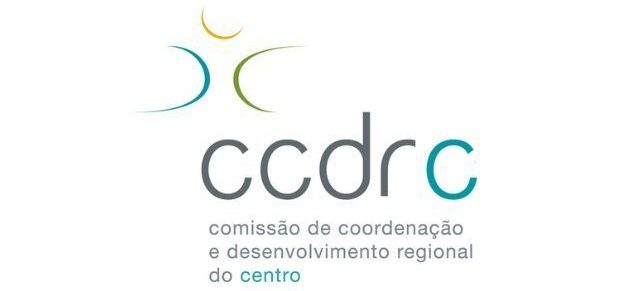 ccdrc
comissão de coordenação
e desenvolvimento regional
do centro